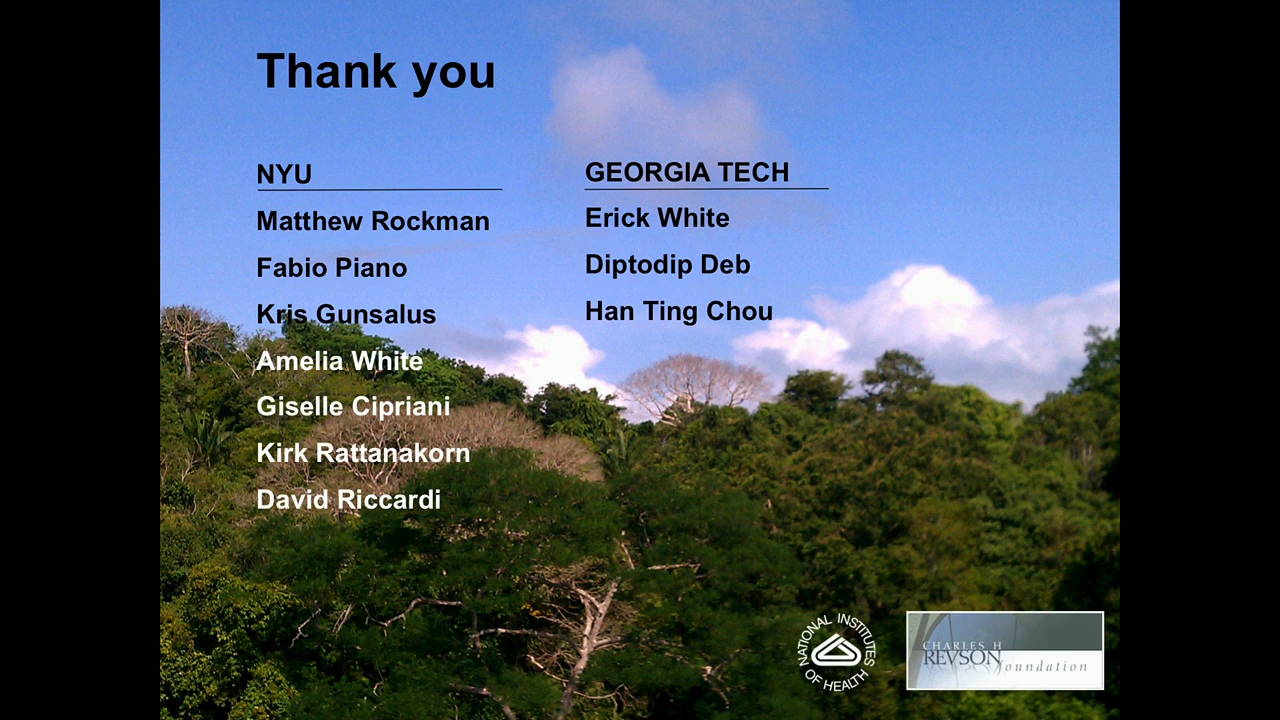 Thank you
NYU
Matthew Rockman
Fabio Piano
Kris Gunsalus
Amelia White
Giselle Cipriani
Kirk Rattanakorn
David Riccardi
GEORGIA TECH
Erick White
Diptodip Deb
Han Ting Chou
NATIONAL INSTITUTES
OF HEALTH
CHARLES H
REVSON foundation